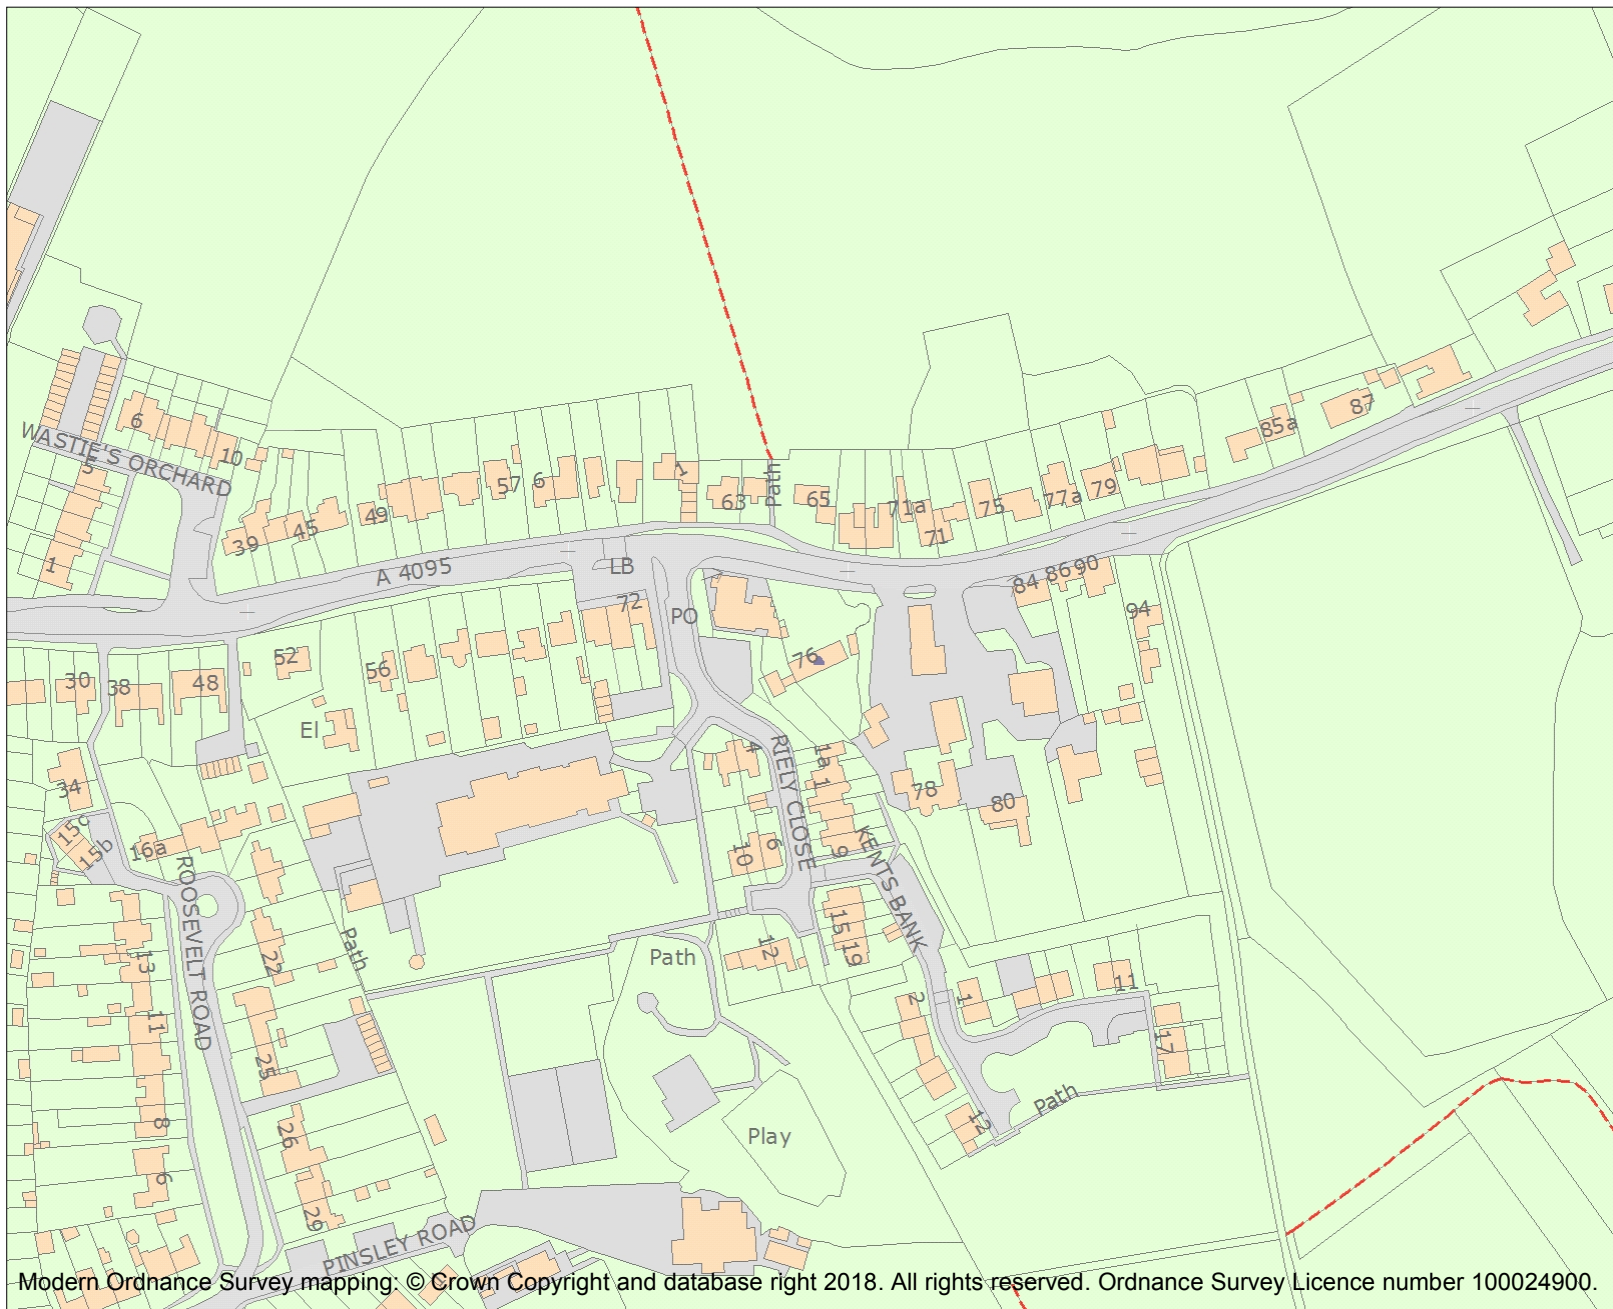 6
WASTIE'S ORCHARD
10
5
1
39
45
49
57
6
1
63
Path
65
71a
71
75
77a
79
85a
87
A 4095
LB
72
PO
76
84
86
90
94
30
38
48
52
56
El
34
15c
15b
16a
ROOSEVELT ROAD
4
RIELY CLOSE
1a
1
9
6
10
78
80
KENTS BANK
15
19
12
Path
Path
13
22
11
25
8
6
26
29
2
1
11
17
12
Path
Play
PINSLEY ROAD
Modern Ordnance Survey mapping: © Crown Copyright and database right 2018. All rights reserved. Ordnance Survey Licence number 100024900.